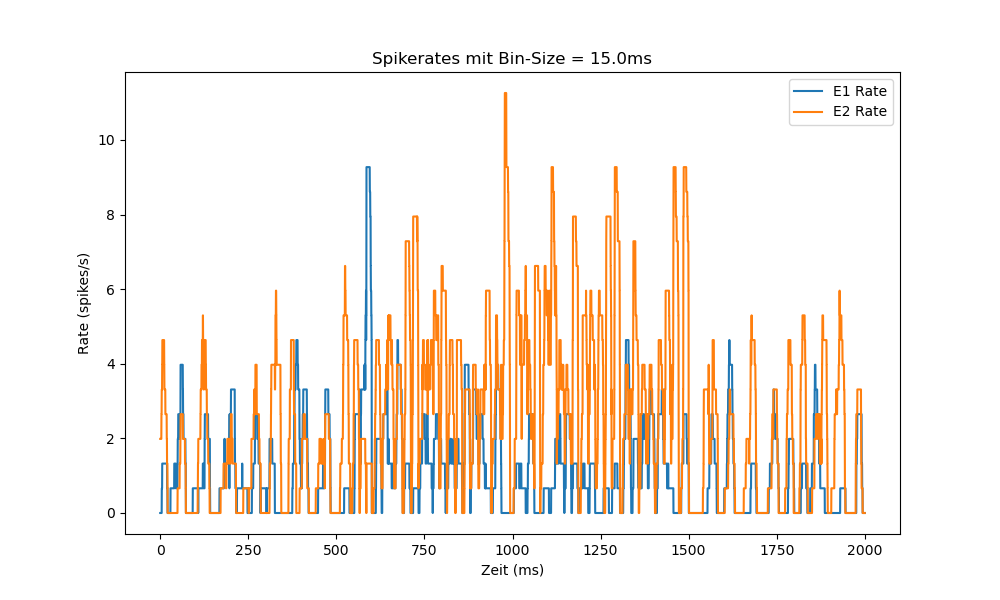 Spikerates mit Bin-Size = 15.0ms
E1 Rate
E2 Rate
Rate (spikes/s)
10
8
6
4
2
0
0 250 500 750 1000 1250 1500 1750 2000
Zeit (ms)